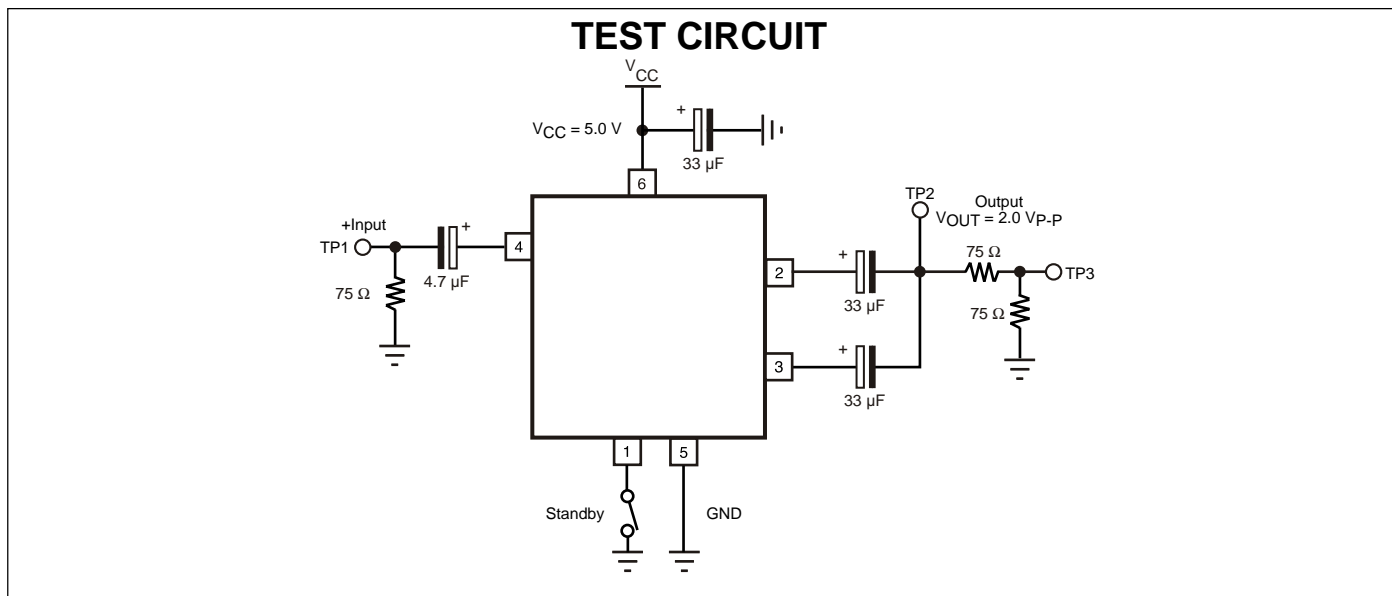 TEST CIRCUIT
VCC
VCC = 5.0 V
+
33 µF
6
+Input
TP1
+
4
4.7 µF
75 Ω
TP2
Output
VOUT = 2.0 VP-P
75 Ω
TP3
2
+
33 µF
75 Ω
3
+
33 µF
1
5
Standby
GND